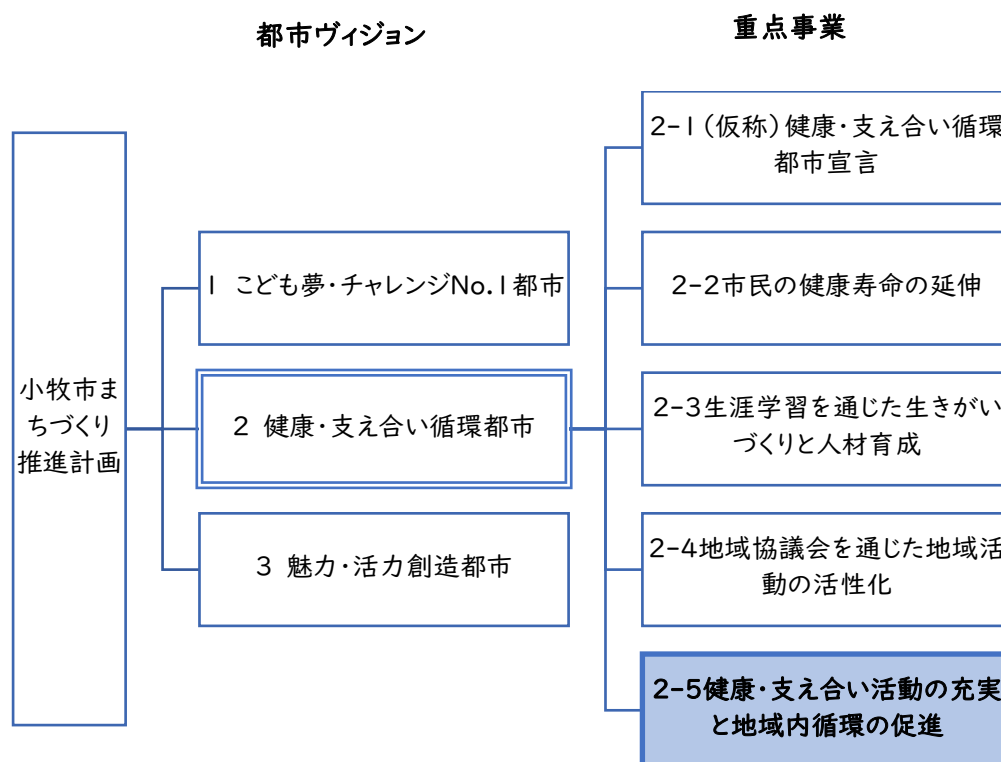 都市ヴィジョン
重点事業
小牧市ま
ちづくり
推進計画
1 こども夢・チャレンジNo.1都市
2 健康・支え合い循環都市
3 魅力・活力創造都市
2-1(仮称)健康・支え合い循環
都市宣言
2-2市民の健康寿命の延伸
2-3生涯学習を通じた生きがい
づくりと人材育成
2-4地域協議会を通じた地域活
動の活性化
2-5健康・支え合い活動の充実
と地域内循環の促進